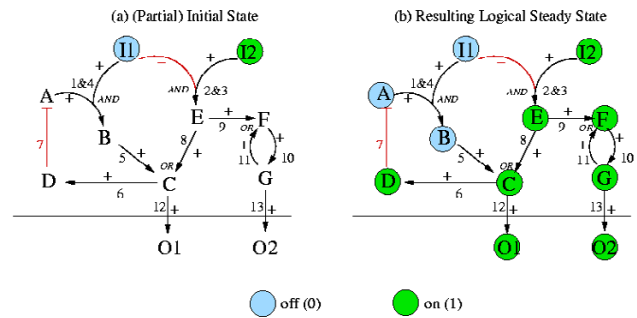 (a) (Partial) Initial State
(b) Resulting Logical Steady State
I1
I2
+
−
+
1&4
2&3
A
+
AND
AND
E
+
F
9
OR
+
B
8
+
5
+
11
10
7
D
+
6
OR
C
G
12
+
13
+
O1
O2
I1
I2
+
−
+
1&4
2&3
A
+
AND
AND
E
+
F
9
OR
+
B
8
+
5
+
11
10
7
D
+
6
OR
C
G
12
+
13
+
O1
O2
off (0)
on (1)